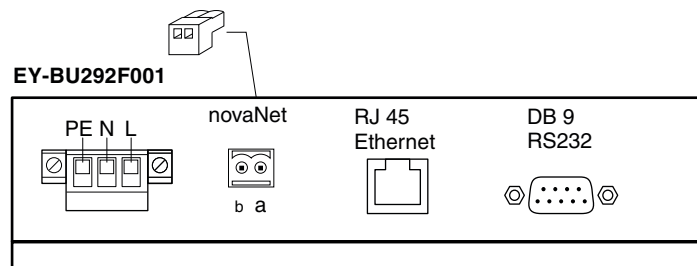 EY-BU292F001
PE N L
novaNet
b a
RJ 45
Ethernet
DB 9
RS232